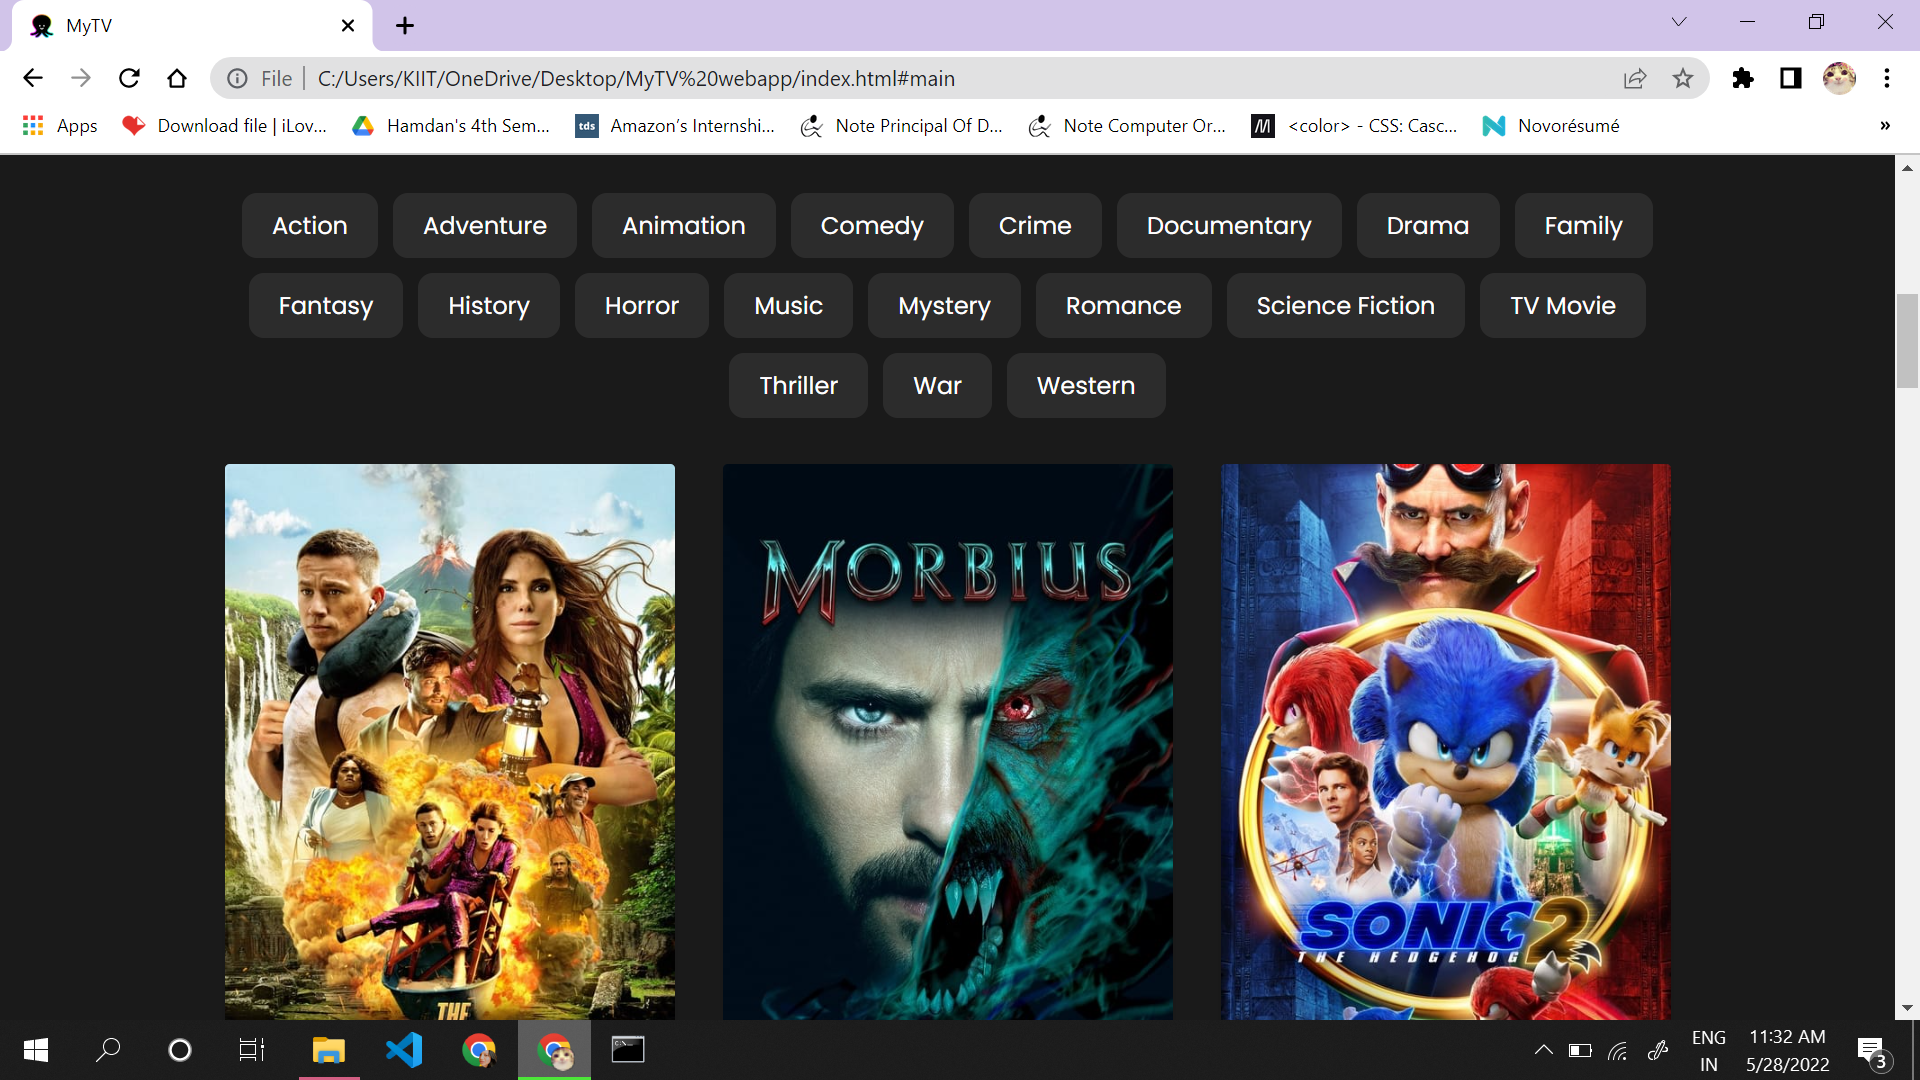 MyTV
File | C:/Users/KIIT/OneDrive/Desktop/MyTV%20webapp/index.html#main
Apps Download file | iLov... Hamdan's 4th Sem... tds Amazon's Internshi... Note Principal Of D... Note Computer Or... <color> - CSS: Casc... Novorésumé »
Action Adventure Animation Comedy Crime Documentary Drama Family
Fantasy History Horror Music Mystery Romance Science Fiction TV Movie
Thriller War Western
MORBIUS
SONIC 2
THE HEDGEHOG
THE
ENG 11:32 AM
IN 5/28/2022 3